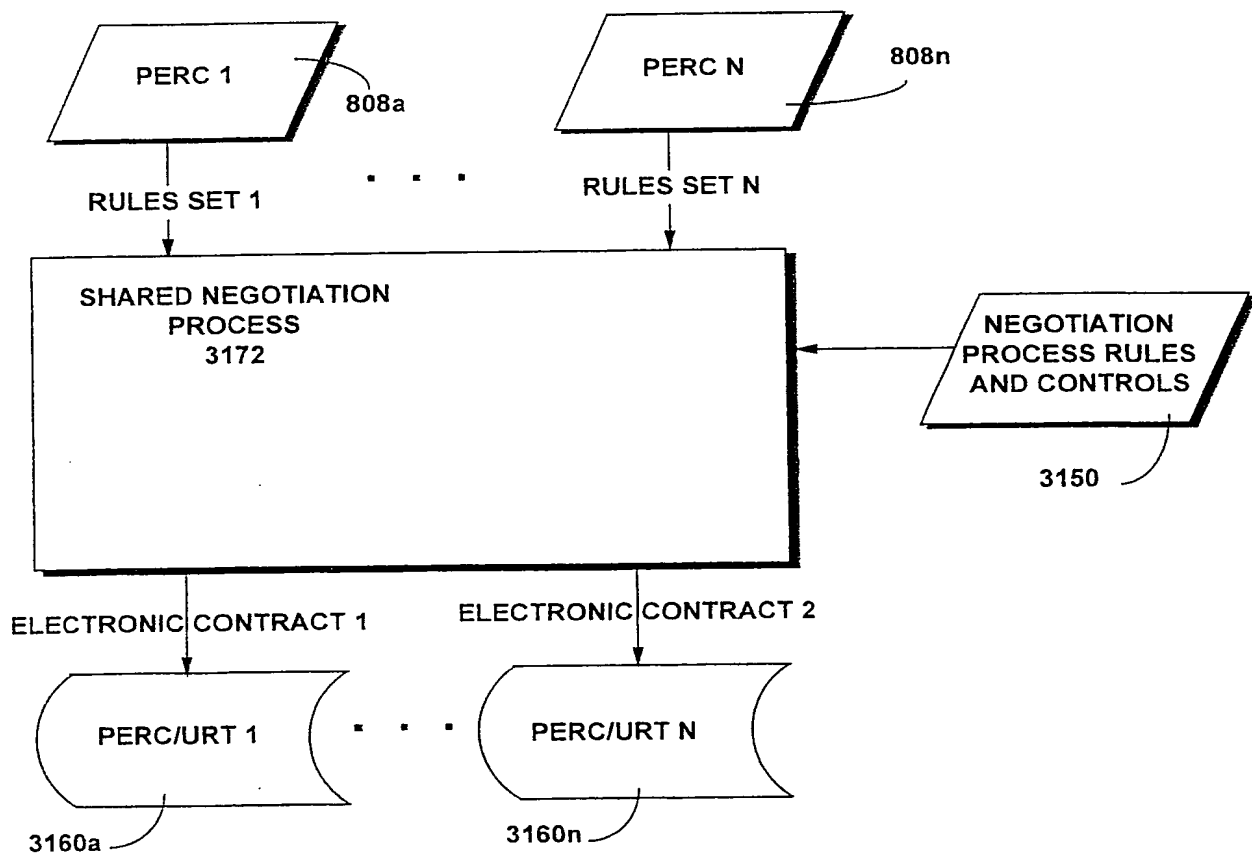 PERC 1
808a
PERC N
808n
RULES SET 1
RULES SET N
SHARED NEGOTIATION
PROCESS
3172
NEGOTIATION
PROCESS RULES
AND CONTROLS
3150
ELECTRONIC CONTRACT 1
ELECTRONIC CONTRACT 2
PERC/URT 1
PERC/URT N
3160a
3160n